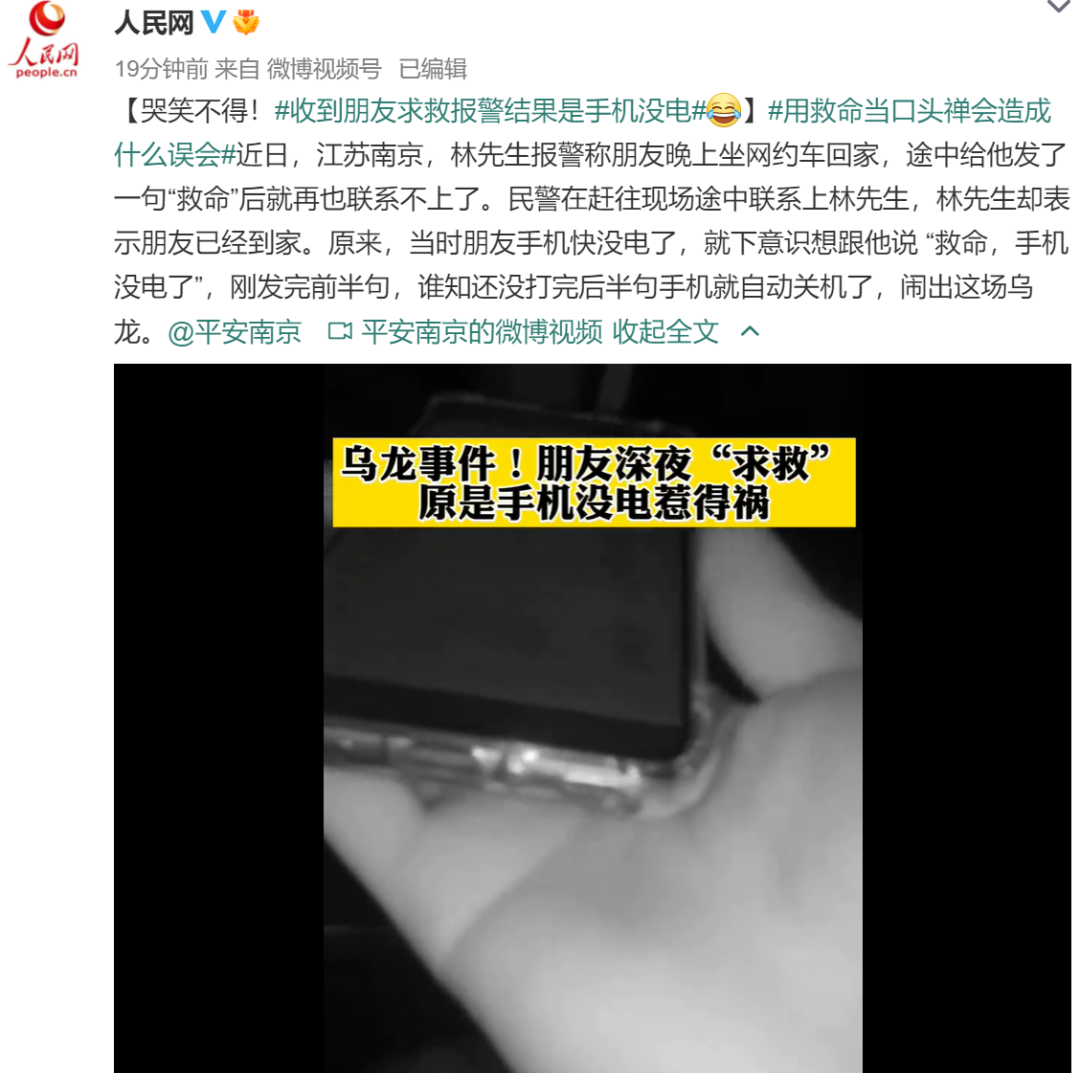 人民网
人民网
people.cn
19分钟前 来自 微博视频号 已编辑
【哭笑不得！#收到朋友求救报警结果是手机没电#😂】#用救命当口头禅会造成
什么误会#近日，江苏南京，林先生报警称朋友晚上坐网约车回家，途中给他发了
一句“救命”后就再也联系不上了。民警在赶往现场途中联系上林先生，林先生却表
示朋友已经到家。原来，当时朋友手机快没电了，就下意识想跟他说 “救命，手机
没电了”，刚发完前半句，谁知还没打完后半句手机就自动关机了，闹出这场乌
龙。@平安南京 平安南京的微博视频 收起全文
乌龙事件！朋友深夜“求救”
原是手机没电惹得祸